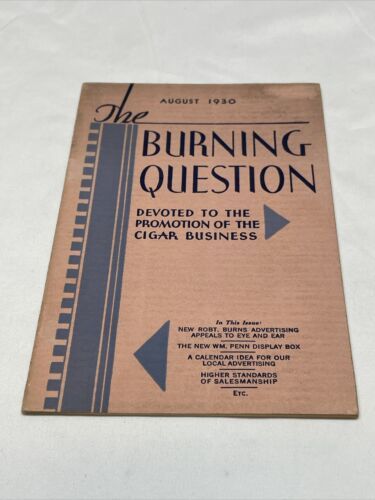 AUGUST 1930
The
BURNING
QUESTION
DEVOTED TO THE
PROMOTION OF THE
CIGAR BUSINESS
In This Issue:
NEW ROBT. BURNS ADVERTISING
APPEALS TO EYE AND EAR
THE NEW WM. PENN DISPLAY BOX
A CALENDAR IDEA FOR OUR
LOCAL ADVERTISING
HIGHER STANDARDS
OF SALESMANSHIP
ETC.